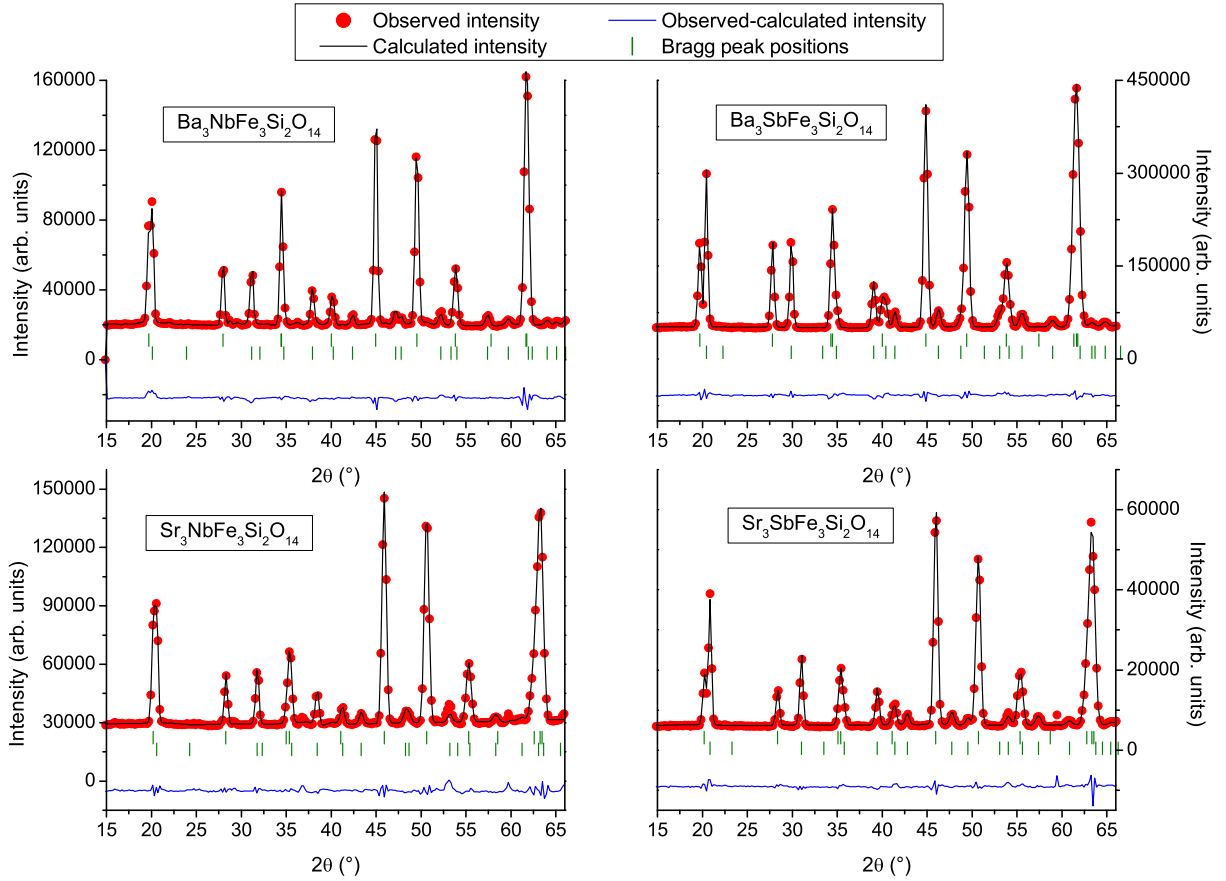 Observed intensity Observed-calculated intensity
Calculated intensity Bragg peak positions
160000
120000
80000
40000
0
Intensity (arb. units)
Ba₃NbFe₃Si₂O₁₄
15 20 25 30 35 40 45 50 55 60 65
2θ (°)
450000
300000
150000
0
Intensity (arb. units)
Ba₃SbFe₃Si₂O₁₄
15 20 25 30 35 40 45 50 55 60 65
2θ (°)
150000
120000
90000
60000
30000
0
Intensity (arb. units)
Sr₃NbFe₃Si₂O₁₄
15 20 25 30 35 40 45 50 55 60 65
2θ (°)
60000
40000
20000
0
Intensity (arb. units)
Sr₃SbFe₃Si₂O₁₄
15 20 25 30 35 40 45 50 55 60 65
2θ (°)